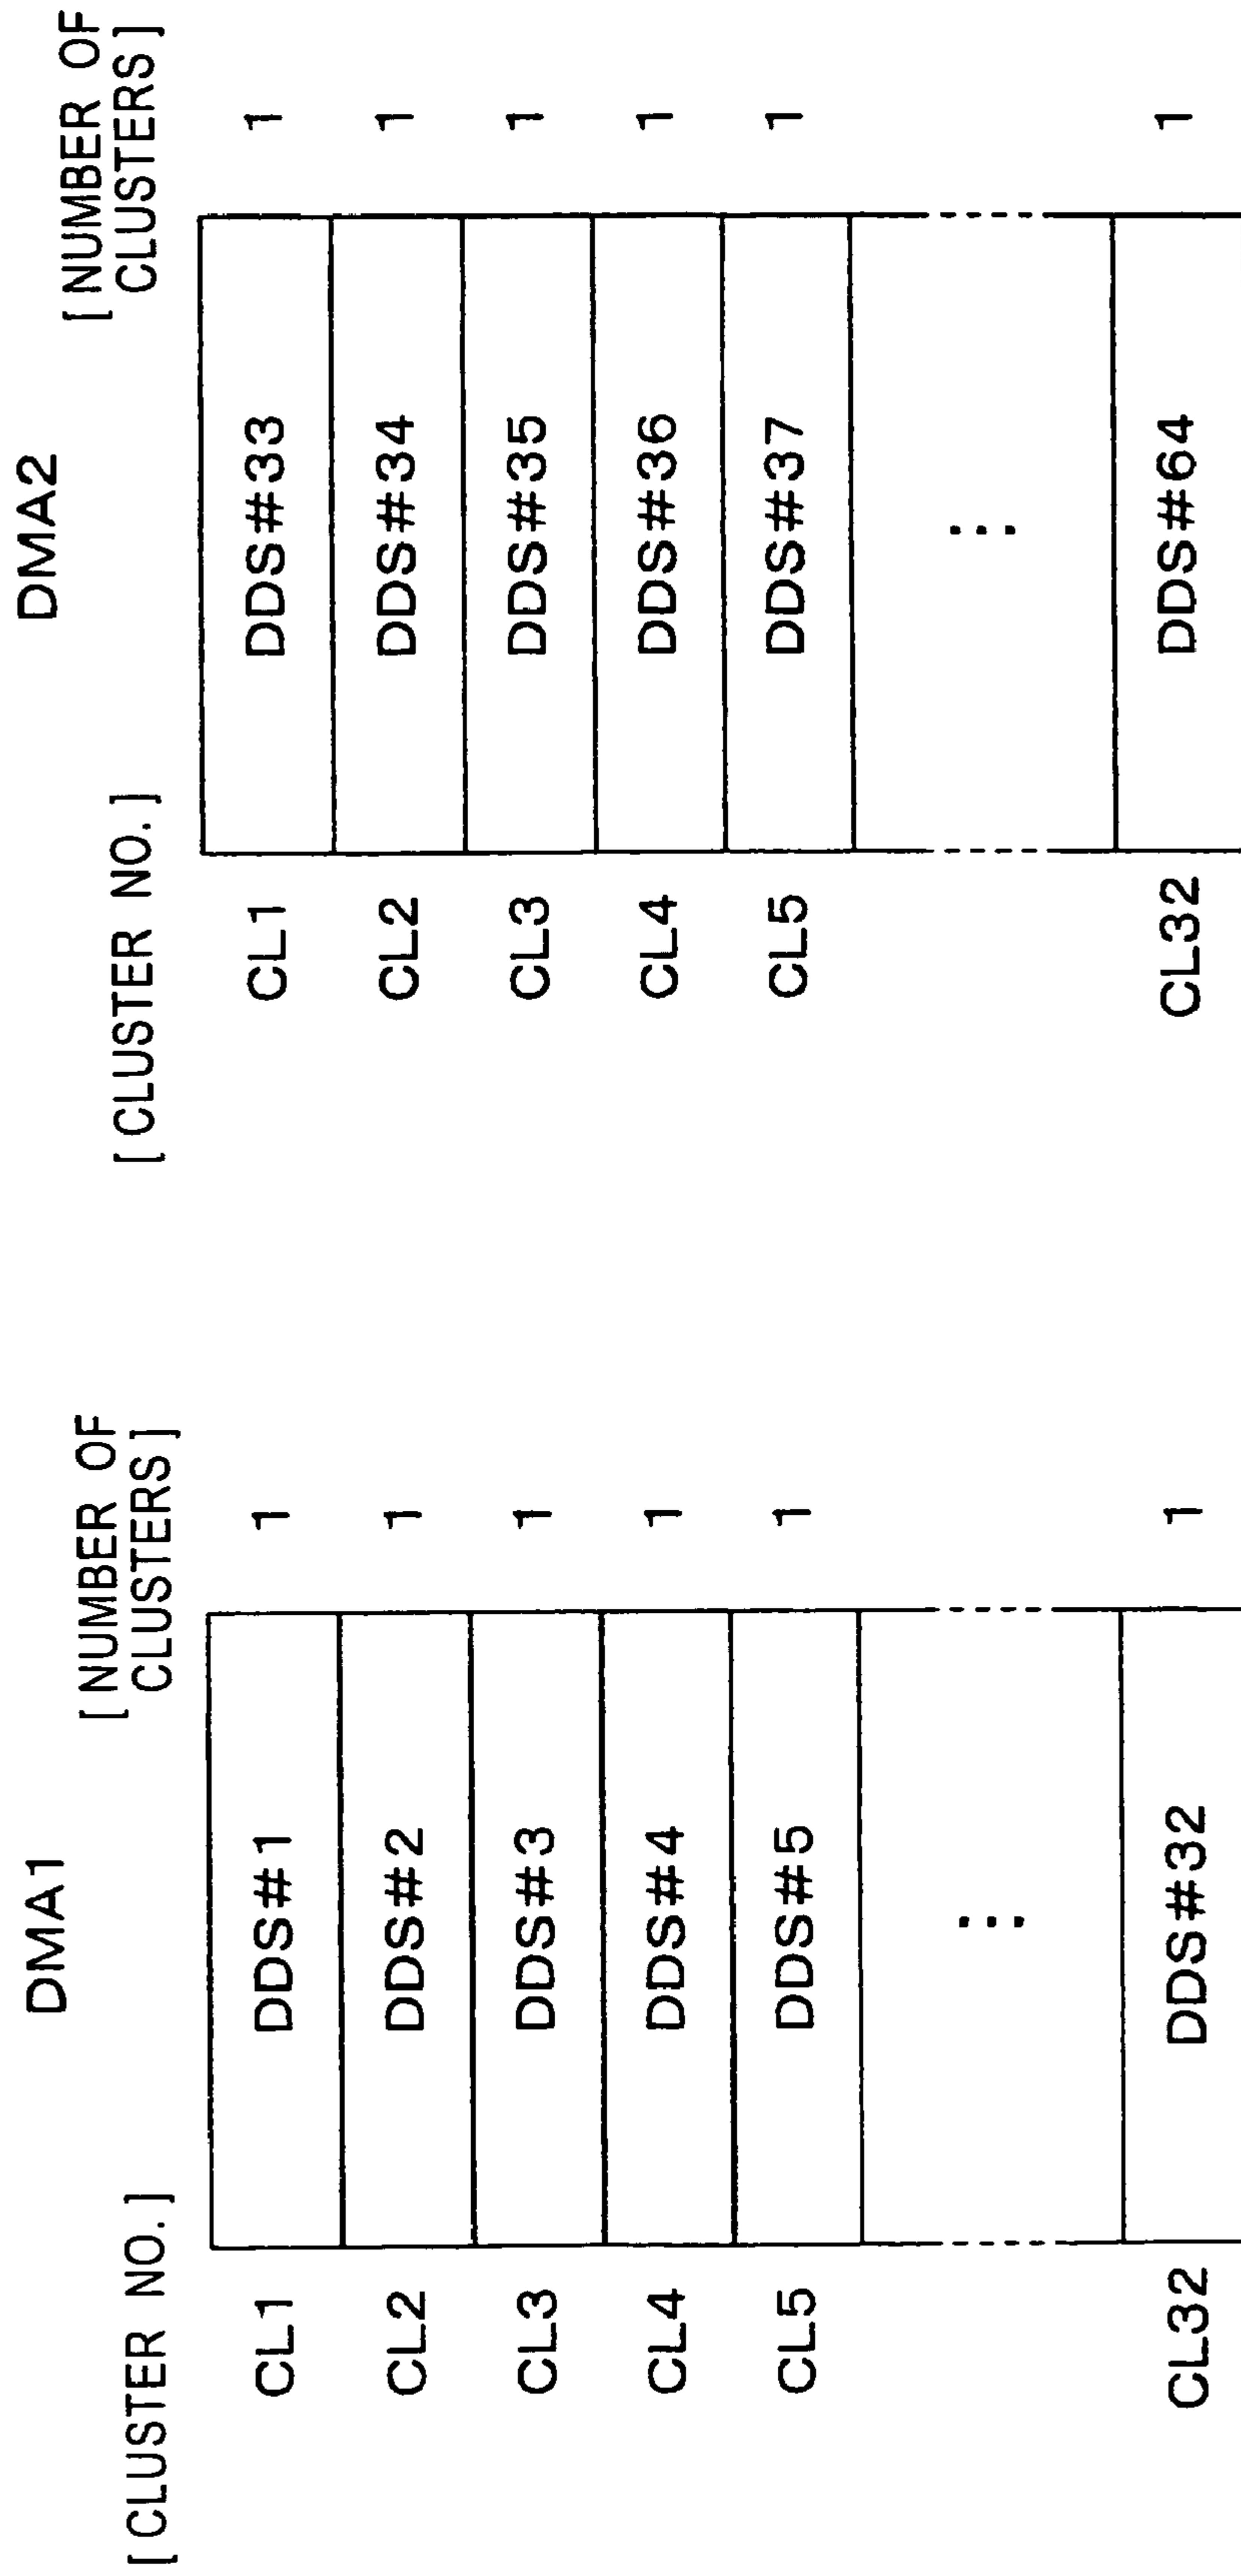 DMA1
[CLUSTER NO.]
[NUMBER OF
CLUSTERS]
CL1 DDS#1 1
CL2 DDS#2 1
CL3 DDS#3 1
CL4 DDS#4 1
CL5 DDS#5 1
...
CL32 DDS#32 1
DMA2
[CLUSTER NO.]
[NUMBER OF
CLUSTERS]
CL1 DDS#33 1
CL2 DDS#34 1
CL3 DDS#35 1
CL4 DDS#36 1
CL5 DDS#37 1
...
CL32 DDS#64 1